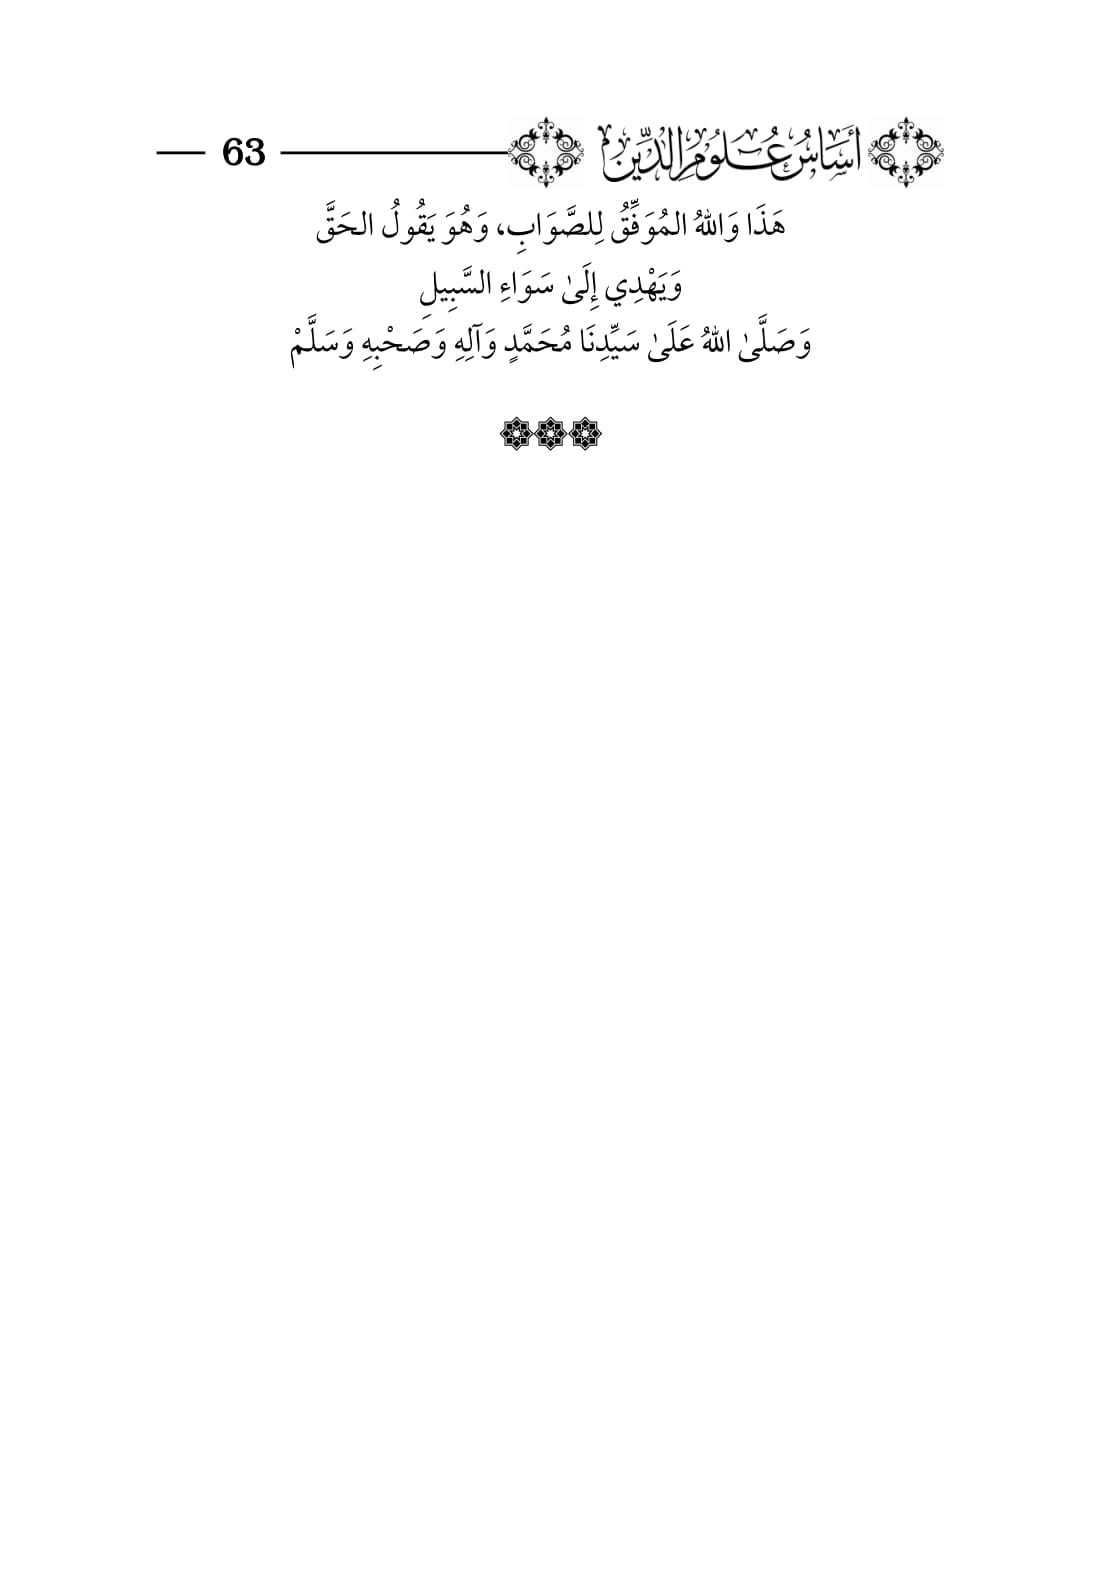 أَسَاسُ عُلُومِ الدِّينِ 63
هَذَا وَاللهُ المُوَفِّقُ لِلصَّوَابِ، وَهُوَ يَقُولُ الحَقَّ
وَيَهْدِي إِلَىٰ سَوَاءِ السَّبِيلِ
وَصَلَّىٰ اللهُ عَلَىٰ سَيِّدِنَا مُحَمَّدٍ وَآلِهِ وَصَحْبِهِ وَسَلَّمْ